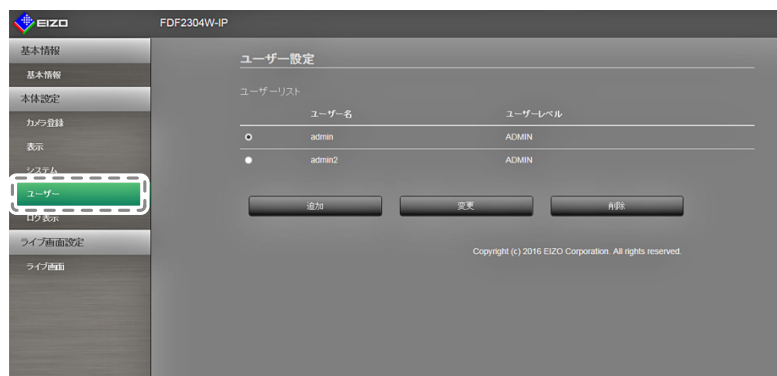 EIZO FDF2304W-IP
基本情報
基本情報
本体設定
カメラ登録
表示
システム
ユーザー
ログ表示
ライブ画面設定
ライブ画面
ユーザー設定
ユーザーリスト
ユーザー名 ユーザーレベル
admin ADMIN
admin2 ADMIN
追加 変更 削除
Copyright (c) 2016 EIZO Corporation. All rights reserved.